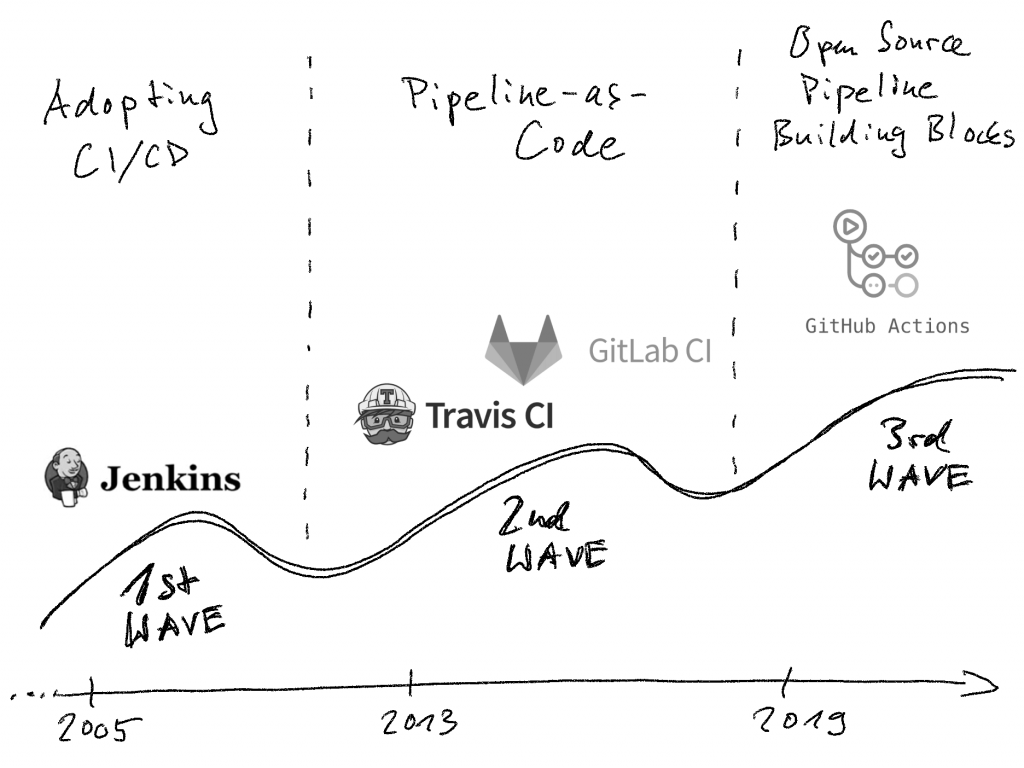 Adopting
CI/CD
Pipeline-as-
Code
Open Source
Pipeline
Building Blocks
GitHub Actions
GitLab CI
Travis CI
Jenkins
1st
WAVE
2nd
WAVE
3rd
WAVE
2005
2013
2019